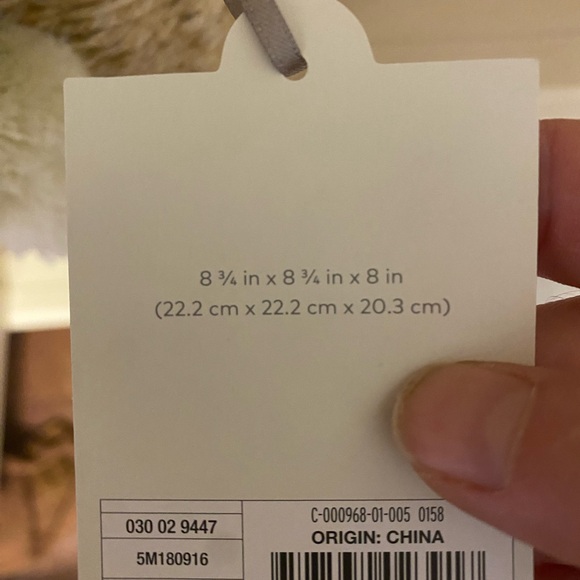 8 ¾ in x 8 ¾ in x 8 in
(22.2 cm x 22.2 cm x 20.3 cm)
030 02 9447
5M180916
C-000968-01-005 0158
ORIGIN: CHINA